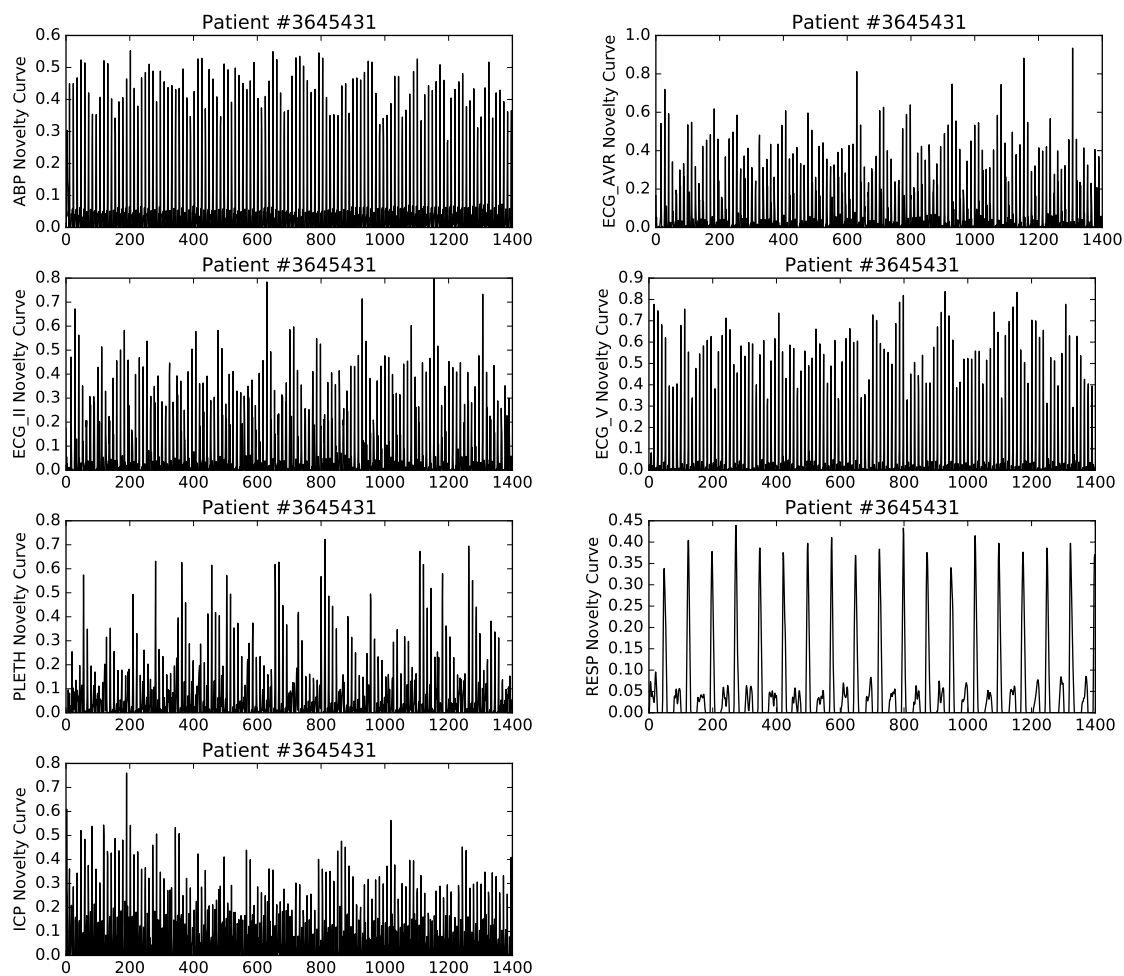 Patient #3645431
ABP Novelty Curve
0.6
0.5
0.4
0.3
0.2
0.1
0.0
0 200 400 600 800 1000 1200 1400
Patient #3645431
ECG_AVR Novelty Curve
1.0
0.8
0.6
0.4
0.2
0.0
0 200 400 600 800 1000 1200 1400
Patient #3645431
ECG_II Novelty Curve
0.8
0.7
0.6
0.5
0.4
0.3
0.2
0.1
0.0
0 200 400 600 800 1000 1200 1400
Patient #3645431
ECG_V Novelty Curve
0.9
0.8
0.7
0.6
0.5
0.4
0.3
0.2
0.1
0.0
0 200 400 600 800 1000 1200 1400
Patient #3645431
PLETH Novelty Curve
0.8
0.7
0.6
0.5
0.4
0.3
0.2
0.1
0.0
0 200 400 600 800 1000 1200 1400
Patient #3645431
RESP Novelty Curve
0.45
0.40
0.35
0.30
0.25
0.20
0.15
0.10
0.05
0.00
0 200 400 600 800 1000 1200 1400
Patient #3645431
ICP Novelty Curve
0.8
0.7
0.6
0.5
0.4
0.3
0.2
0.1
0.0
0 200 400 600 800 1000 1200 1400